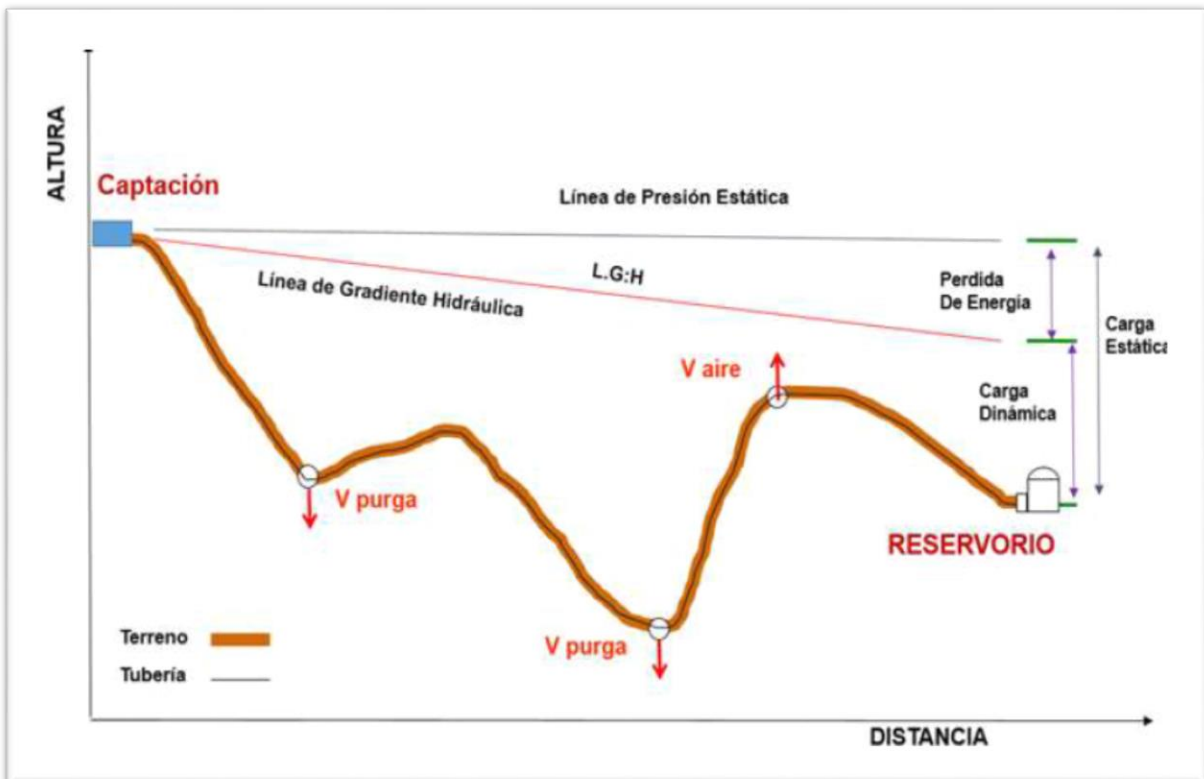 ALTURA
Captación
Línea de Presión Estática
L.G:H
Línea de Gradiente Hidráulica
Perdida
De Energía
Carga
Estática
V aire
Carga
Dinámica
V purga
RESERVORIO
V purga
Terreno
Tubería
DISTANCIA